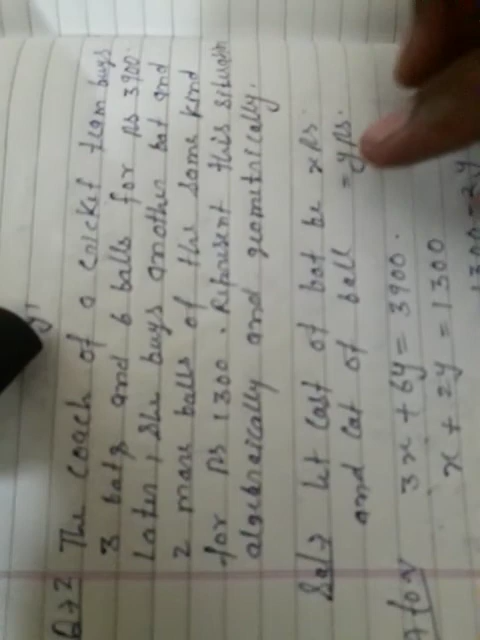 Q→2 The coach of a cricket team buys
3 bats and 6 balls for Rs 3900.
Later, she buys another bat and
2 more balls of the same kind
for Rs 1300. Represent this situation
algebraically and geometrically.
Sol→ let cost of bat be x Rs.
and cat of ball = y Rs.
3x + 6y = 3900.
x + 2y = 1300